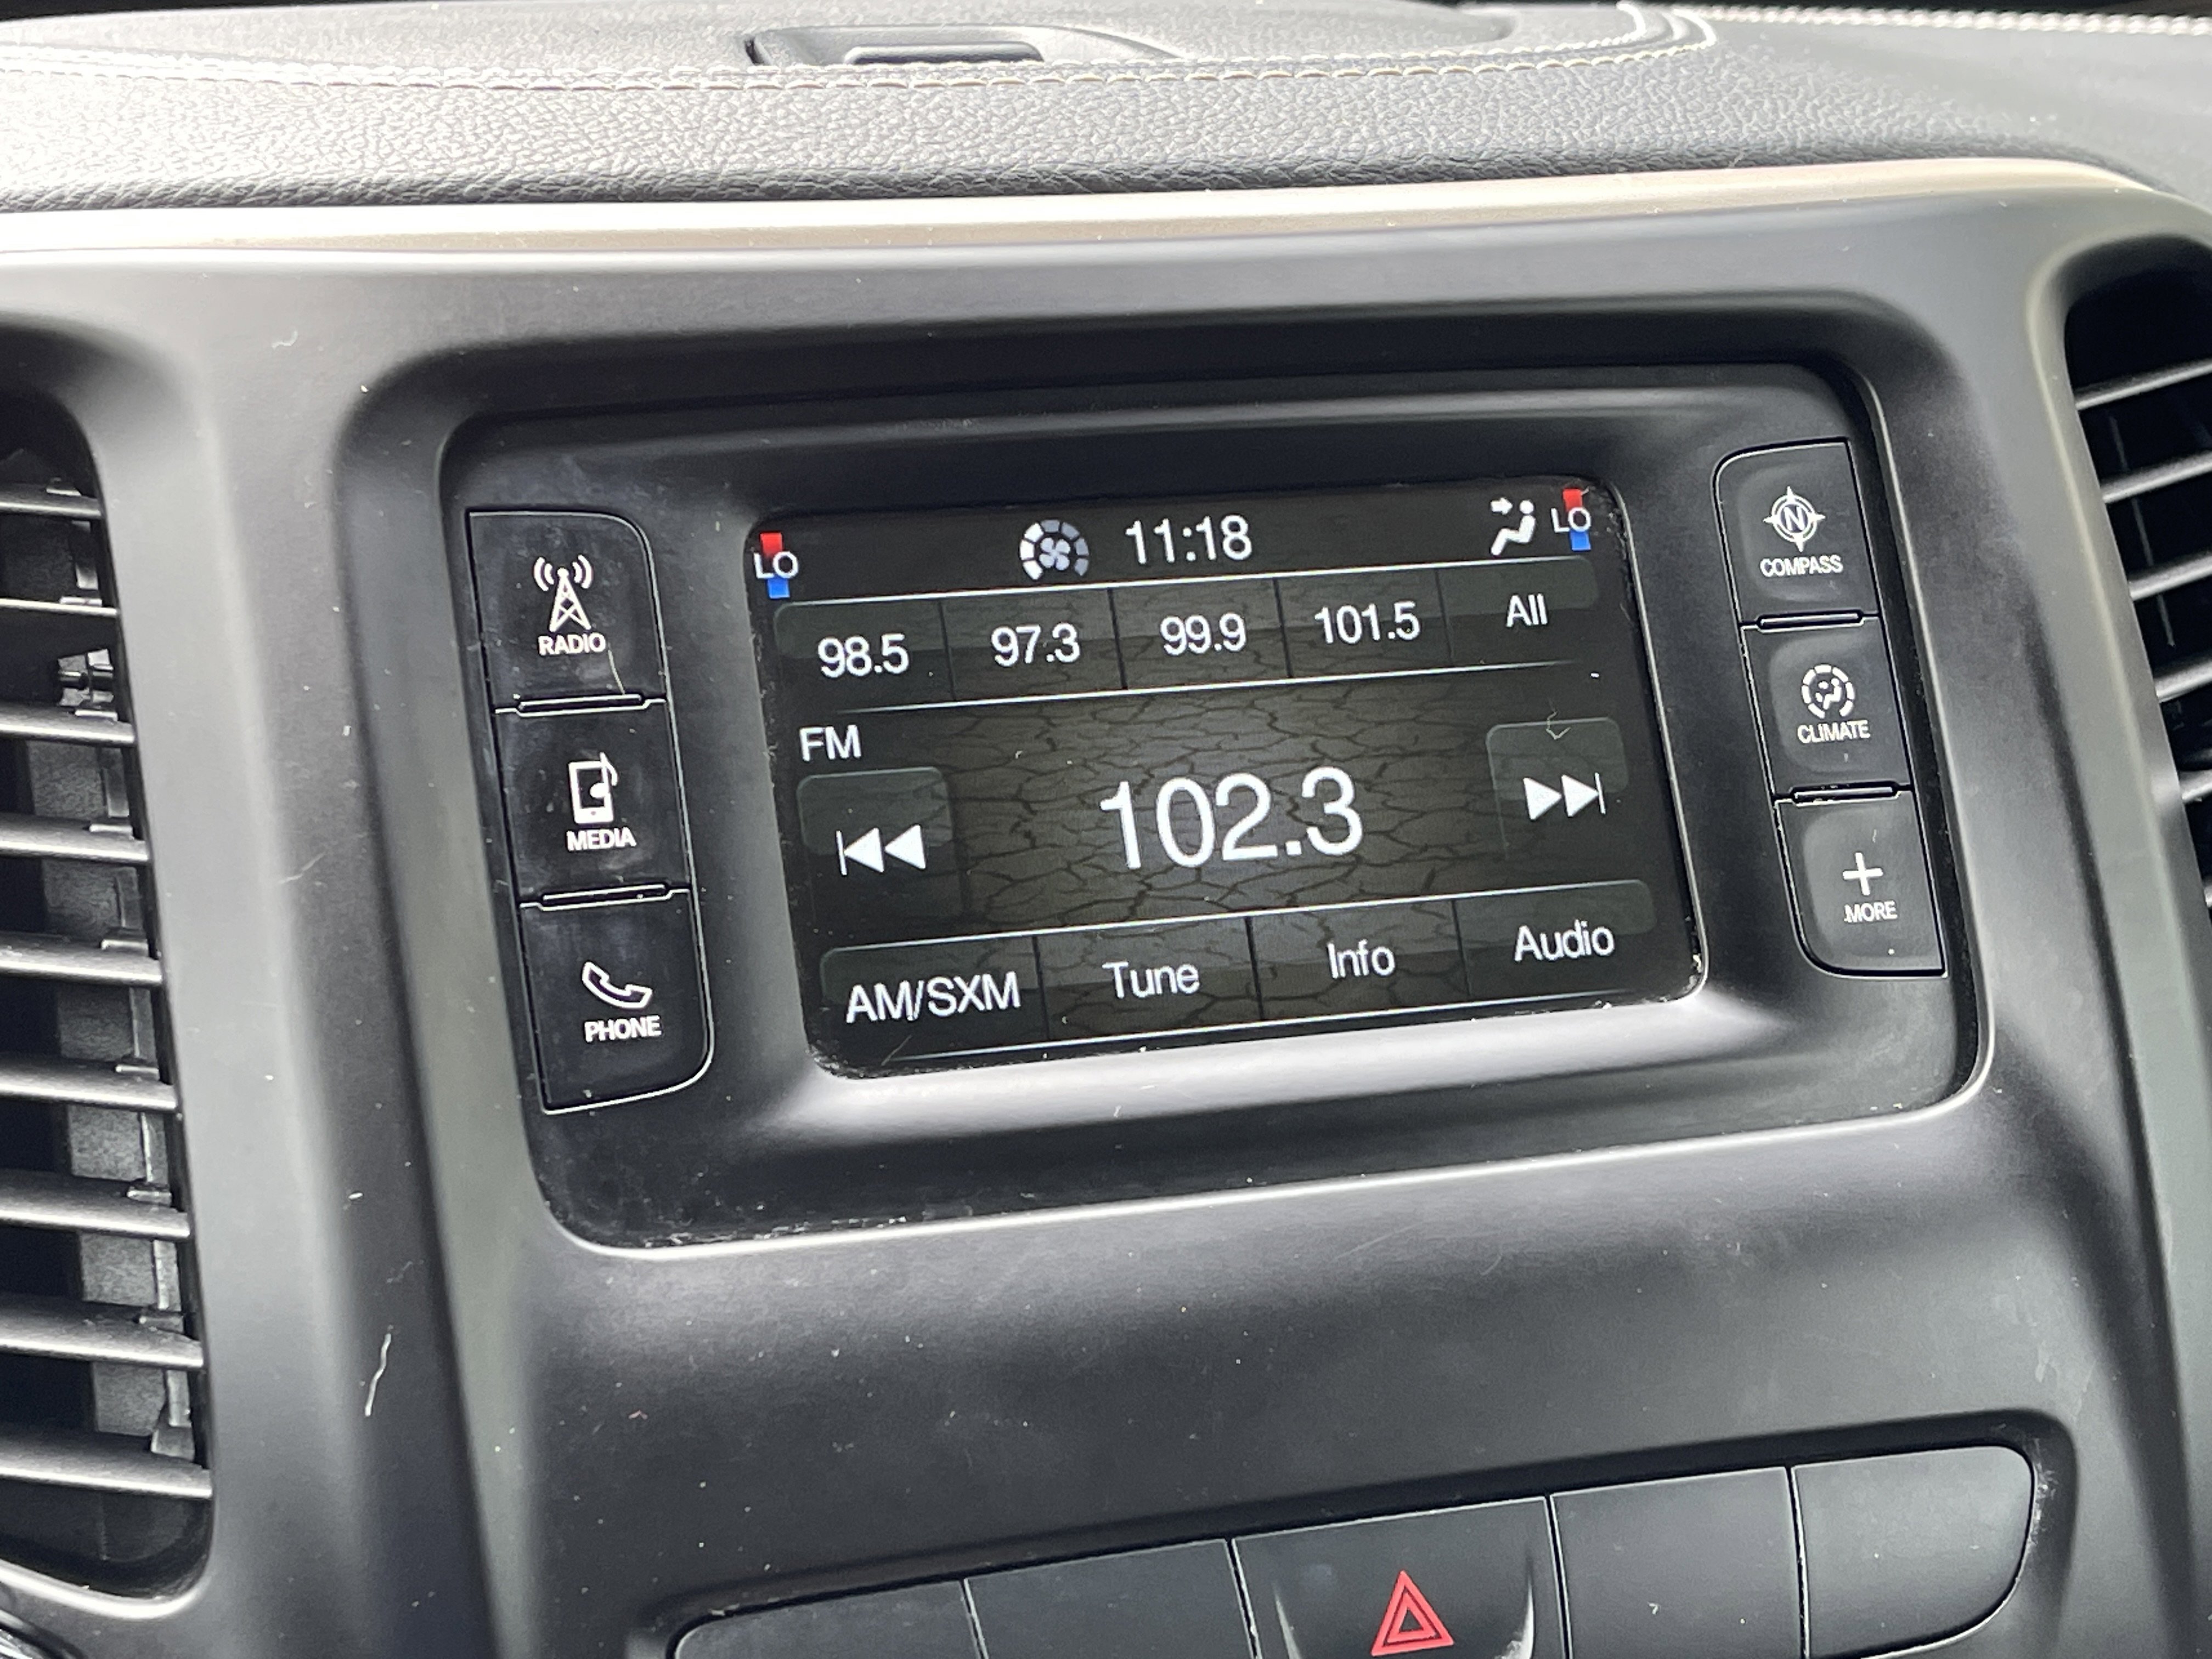 LO 11:18 LO
98.5 97.3 99.9 101.5 All
FM
102.3
AM/SXM Tune Info Audio
RADIO
MEDIA
PHONE
N
COMPASS
CLIMATE
MORE